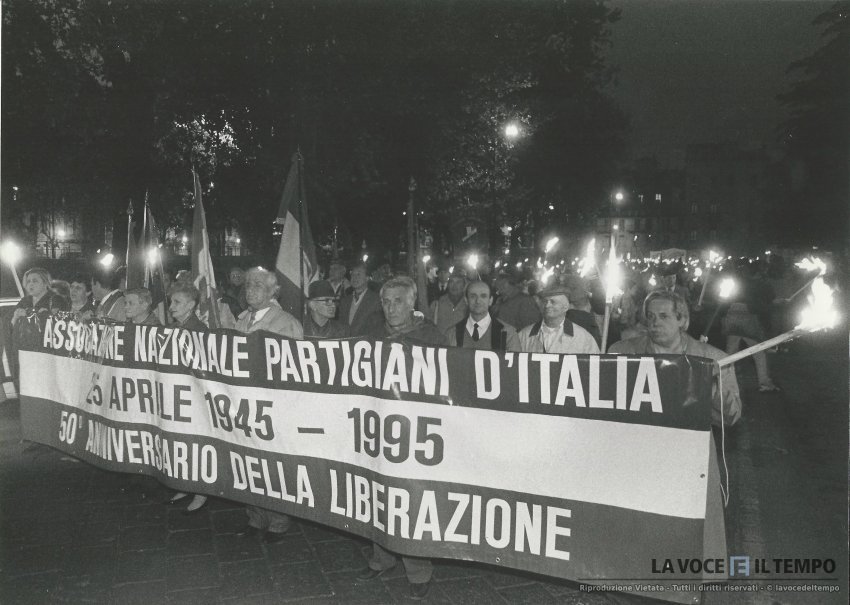 ASSOCIAZIONE NAZIONALE PARTIGIANI D'ITALIA
25 APRILE 1945 - 1995
50° ANNIVERSARIO DELLA LIBERAZIONE
LA VOCE E IL TEMPO
Riproduzione Vietata - Tutti i diritti riservati - © lavocedeltempo